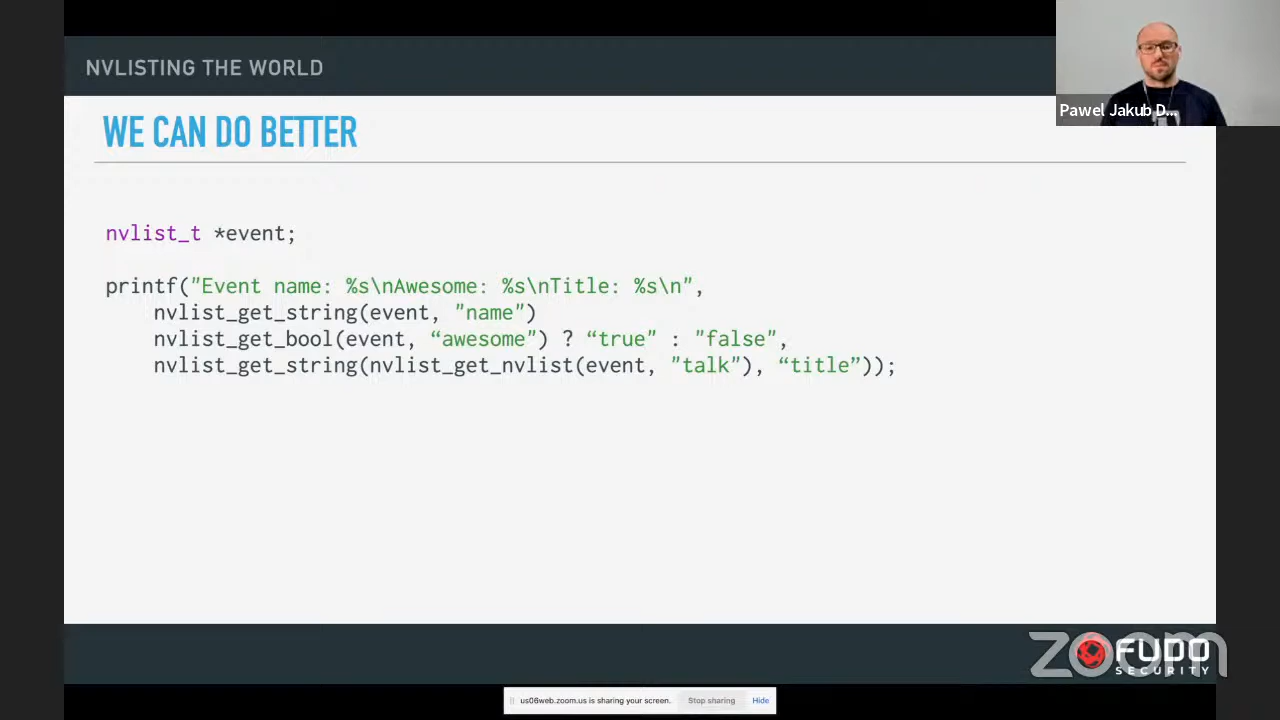 NVLISTING THE WORLD
Pawel Jakub D...
WE CAN DO BETTER
nvlist_t *event;
printf("Event name: %s\nAwesome: %s\nTitle: %s\n",
nvlist_get_string(event, "name")
nvlist_get_bool(event, “awesome") ? “true" : "false",
nvlist_get_string(nvlist_get_nvlist(event, "talk"), “title”));
zoom
FUDO
SECURITY
us06web.zoom.us is sharing your screen. Stop sharing Hide